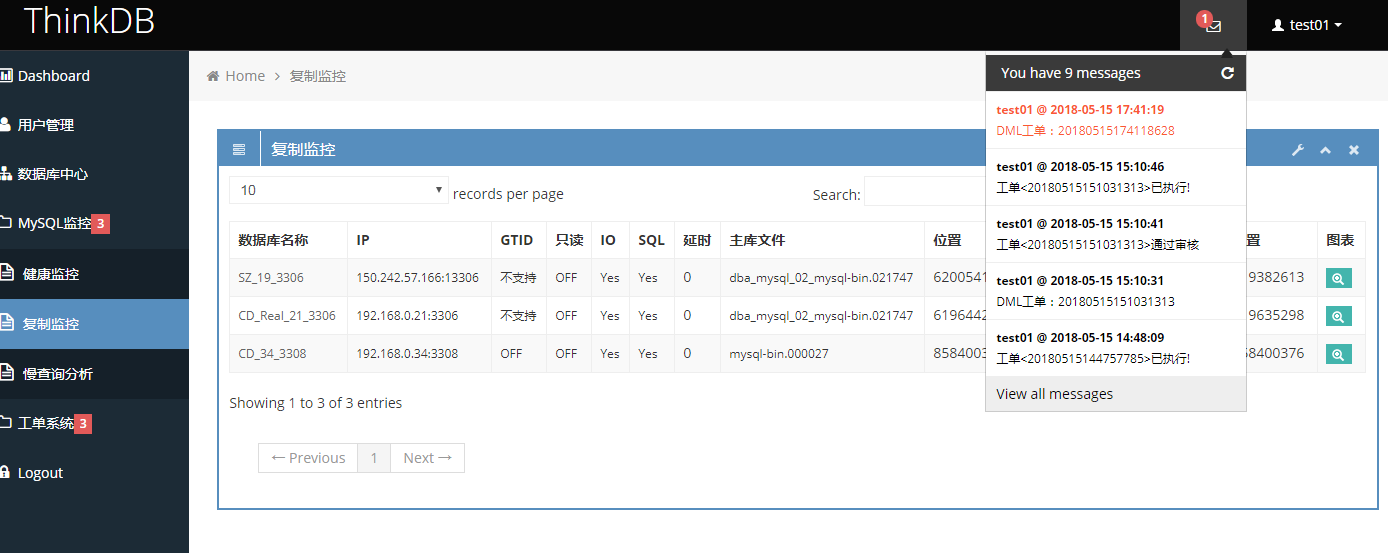 ThinkDB
1
test01
Dashboard
用户管理
数据库中心
MySQL监控 3
健康监控
复制监控
慢查询分析
工单系统 3
Logout
Home > 复制监控
复制监控
10 records per page
Search:
数据库名称 IP GTID 只读 IO SQL 延时 主库文件 位置 置 图表
SZ_19_3306 150.242.57.166:13306 不支持 OFF Yes Yes 0 dba_mysql_02_mysql-bin.021747 6200541 9382613
CD_Real_21_3306 192.168.0.21:3306 不支持 OFF Yes Yes 0 dba_mysql_02_mysql-bin.021747 6196442 9635298
CD_34_3308 192.168.0.34:3308 OFF OFF Yes Yes 0 mysql-bin.000027 8584003 58400376
Showing 1 to 3 of 3 entries
← Previous 1 Next →
You have 9 messages
test01 @ 2018-05-15 17:41:19
DML工单：20180515174118628
test01 @ 2018-05-15 15:10:46
工单<20180515151031313>已执行!
test01 @ 2018-05-15 15:10:41
工单<20180515151031313>通过审核
test01 @ 2018-05-15 15:10:31
DML工单：20180515151031313
test01 @ 2018-05-15 14:48:09
工单<20180515144757785>已执行!
View all messages